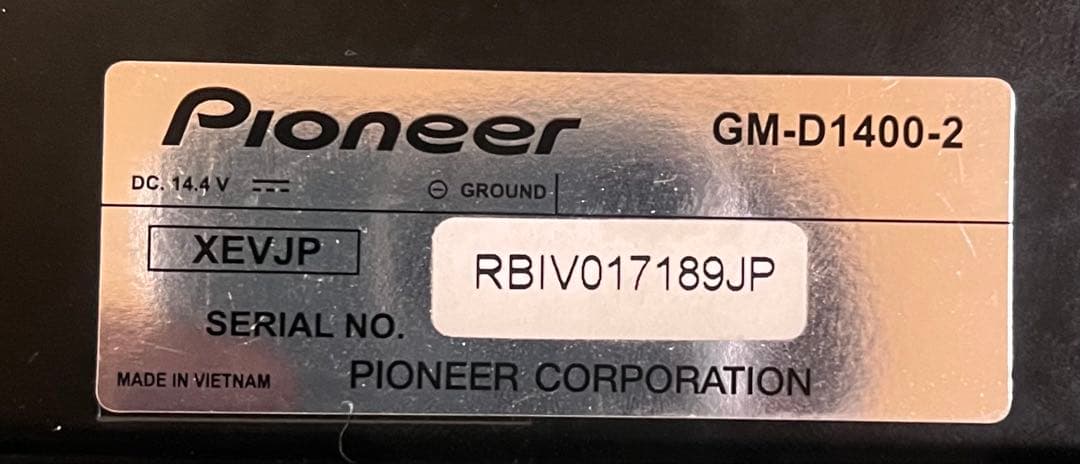 Pioneer GM-D1400-2
DC. 14.4 V ⎓ ⊖ GROUND
XEVJP
RBIV017189JP
SERIAL NO.
MADE IN VIETNAM PIONEER CORPORATION